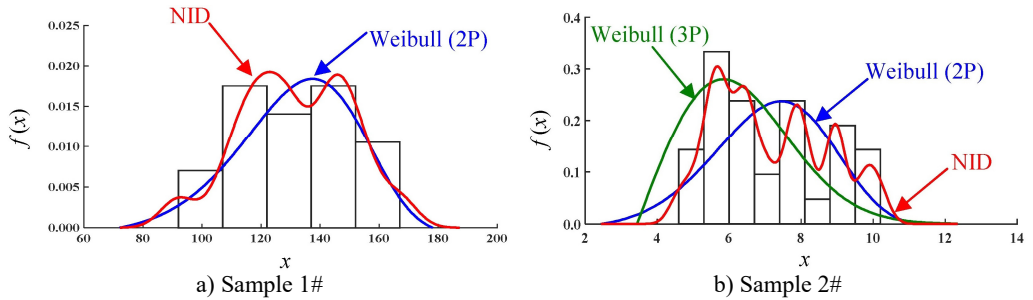 NID
Weibull (2P)
f(x)
0.025
0.020
0.015
0.010
0.005
0.000
60 80 100 120 140 160 180 200
x
a) Sample 1#
Weibull (3P)
Weibull (2P)
NID
f(x)
0.4
0.3
0.2
0.1
0.0
2 4 6 8 10 12 14
x
b) Sample 2#